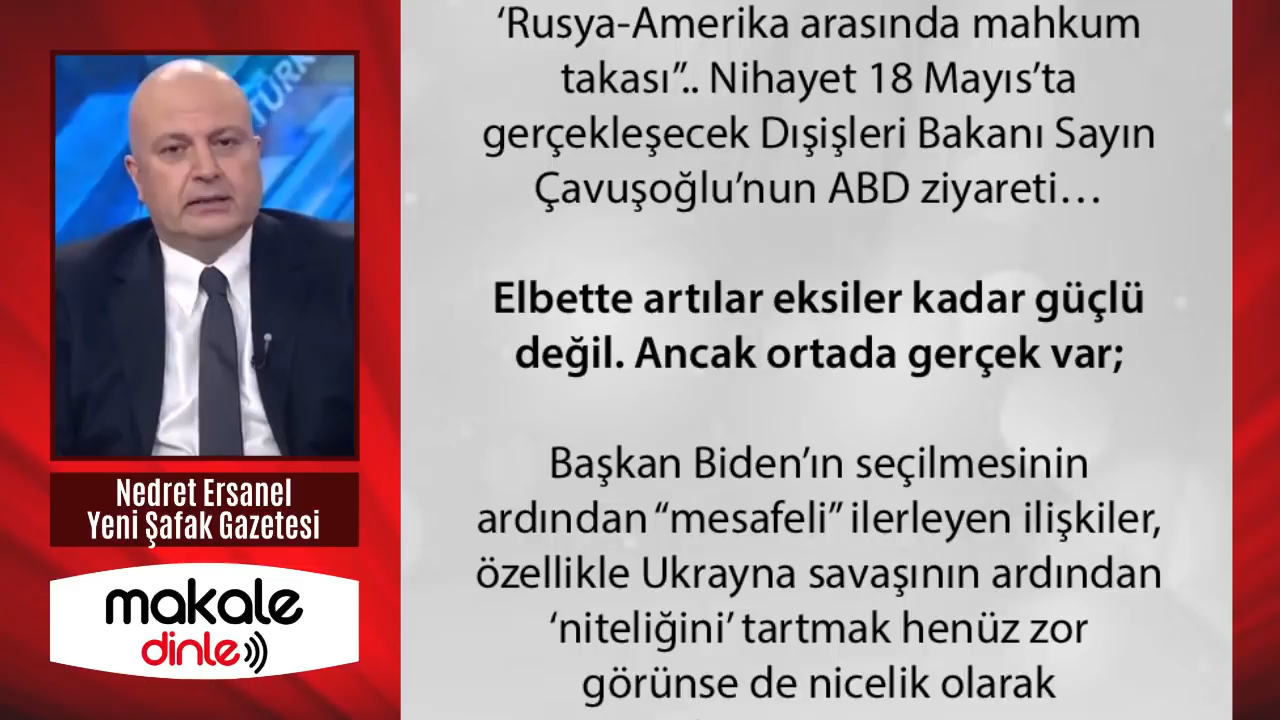 TÜRK
Nedret Ersanel
Yeni Şafak Gazetesi
makale
dinle
‘Rusya-Amerika arasında mahkum
takası”.. Nihayet 18 Mayıs’ta
gerçekleşecek Dışişleri Bakanı Sayın
Çavuşoğlu’nun ABD ziyareti…
Elbette artılar eksiler kadar güçlü
değil. Ancak ortada gerçek var;
Başkan Biden’ın seçilmesinin
ardından “mesafeli” ilerleyen ilişkiler,
özellikle Ukrayna savaşının ardından
‘niteliğini’ tartmak henüz zor
görünse de nicelik olarak